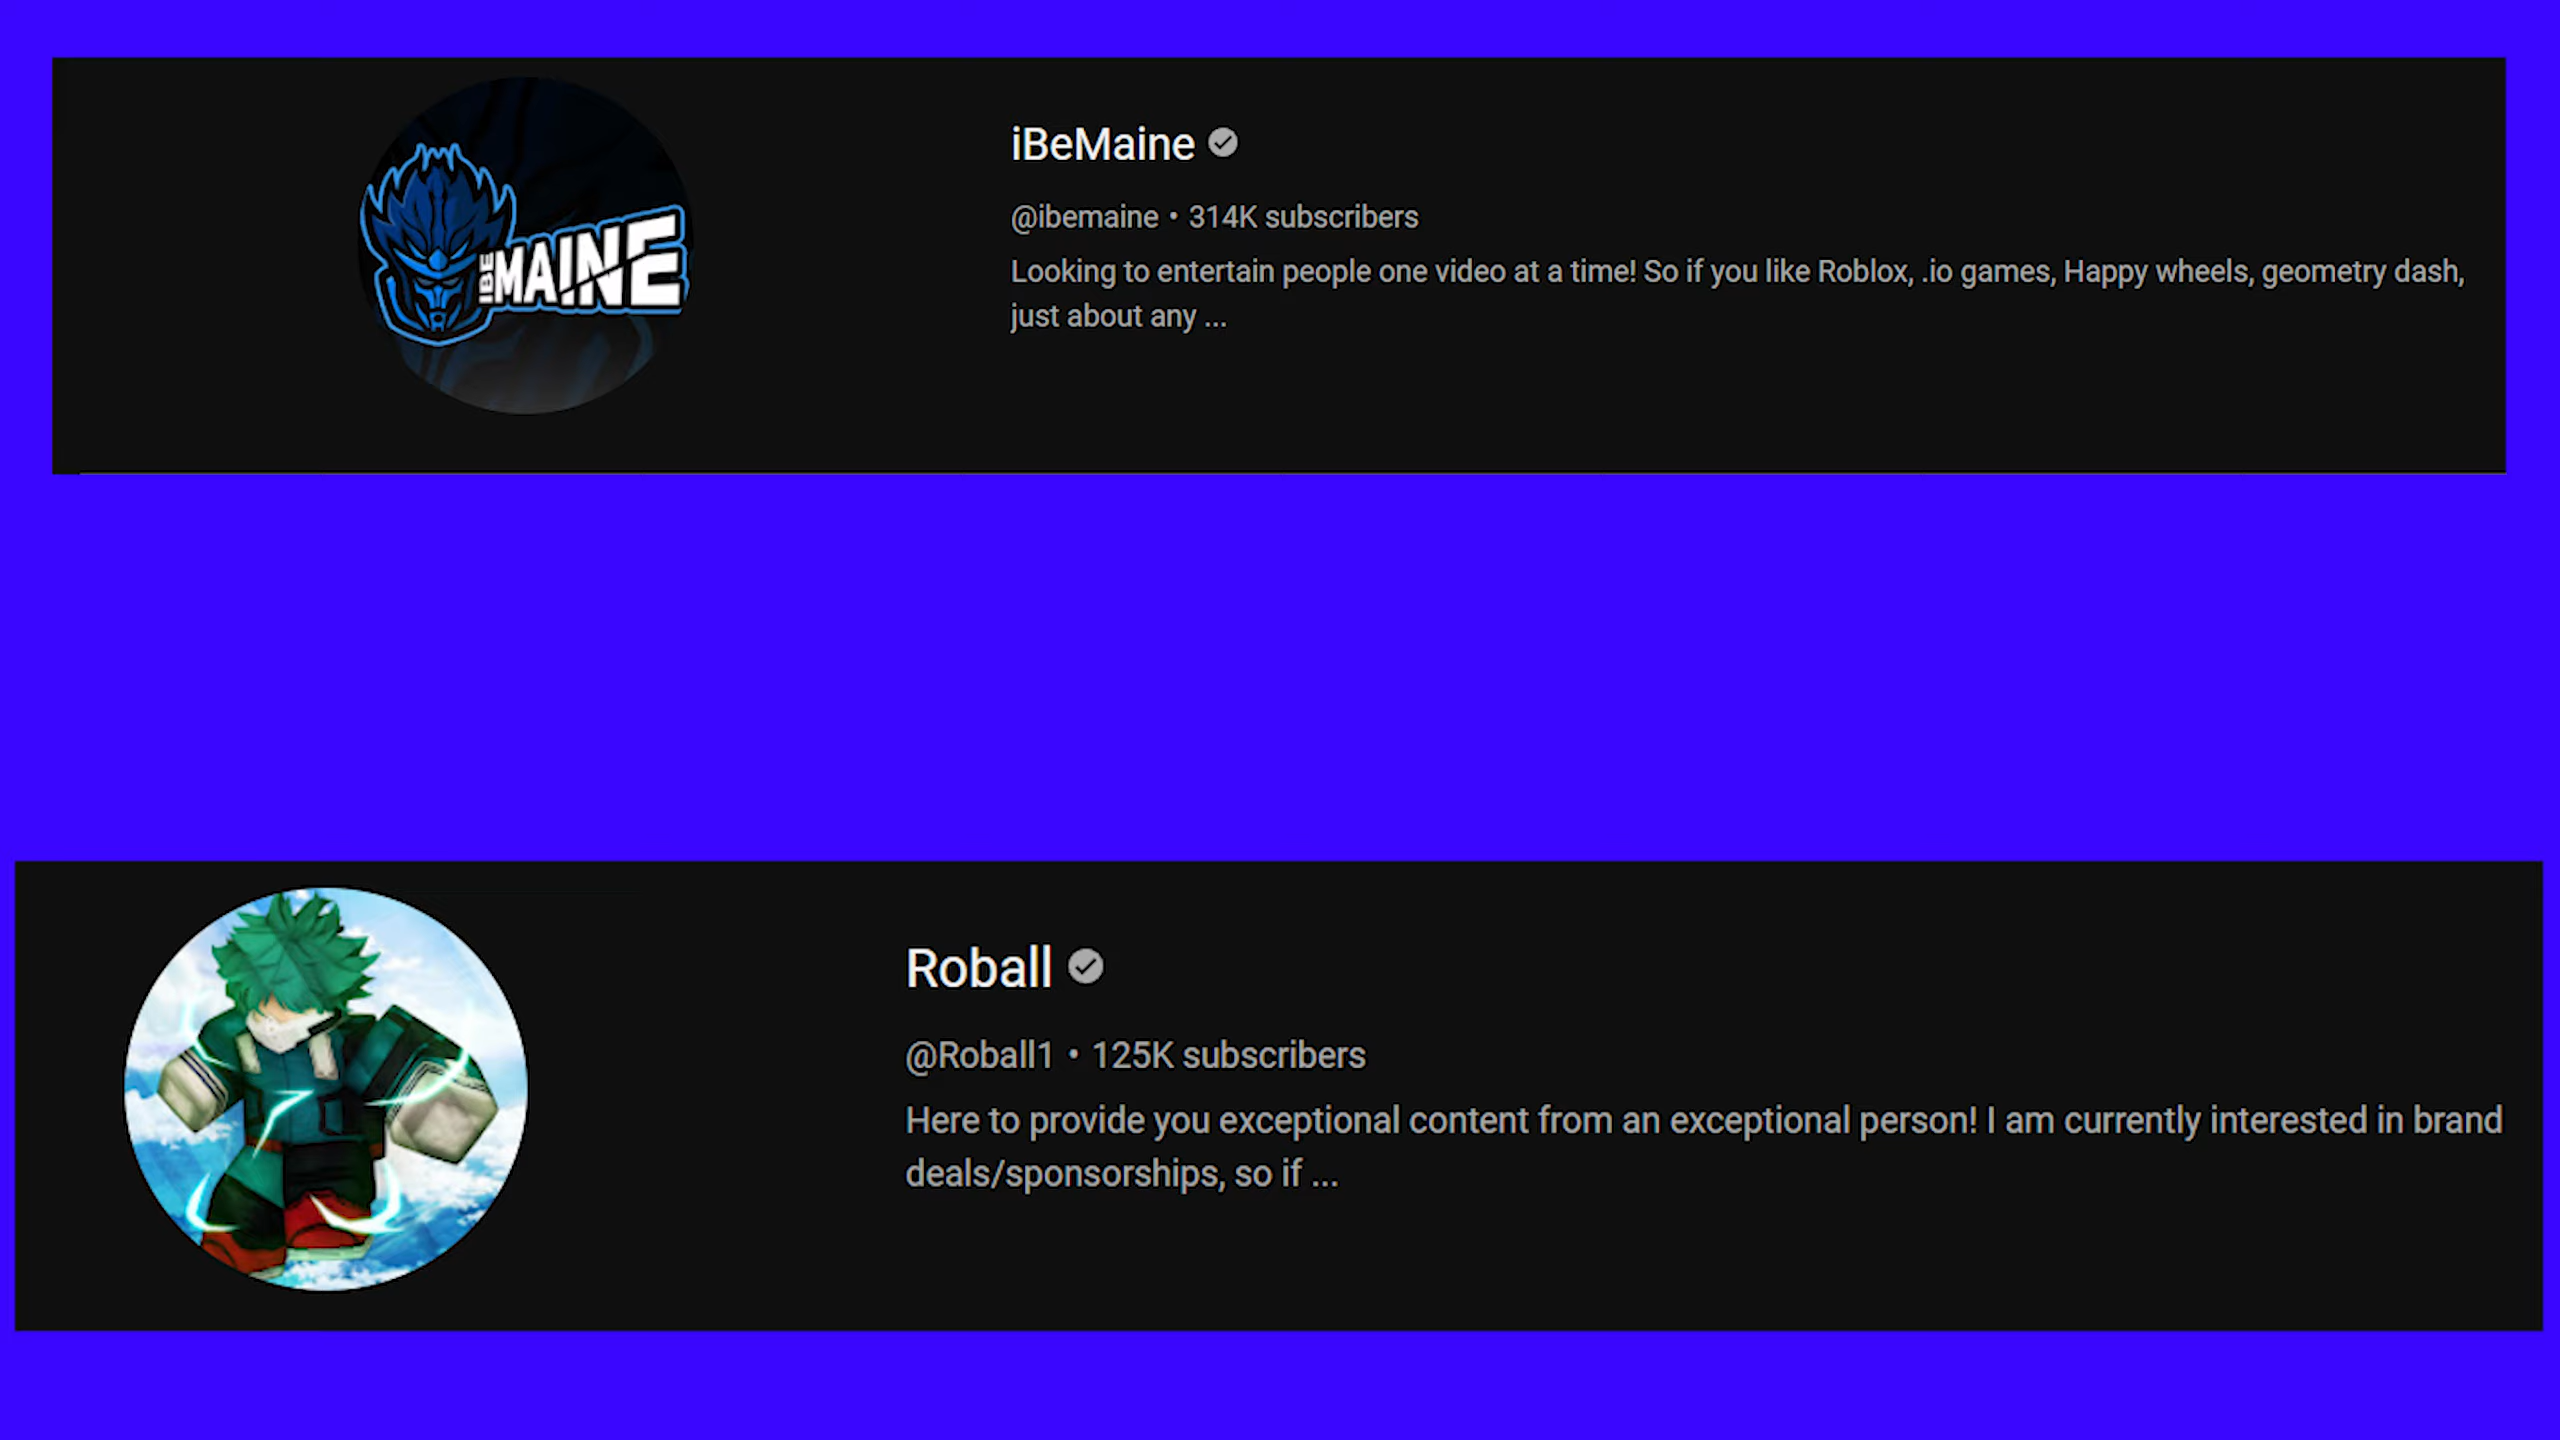 IBE MAINE
iBeMaine
@ibemaine • 314K subscribers
Looking to entertain people one video at a time! So if you like Roblox, .io games, Happy wheels, geometry dash,
just about any ...
Roball
@Roball1 • 125K subscribers
Here to provide you exceptional content from an exceptional person! I am currently interested in brand
deals/sponsorships, so if ...